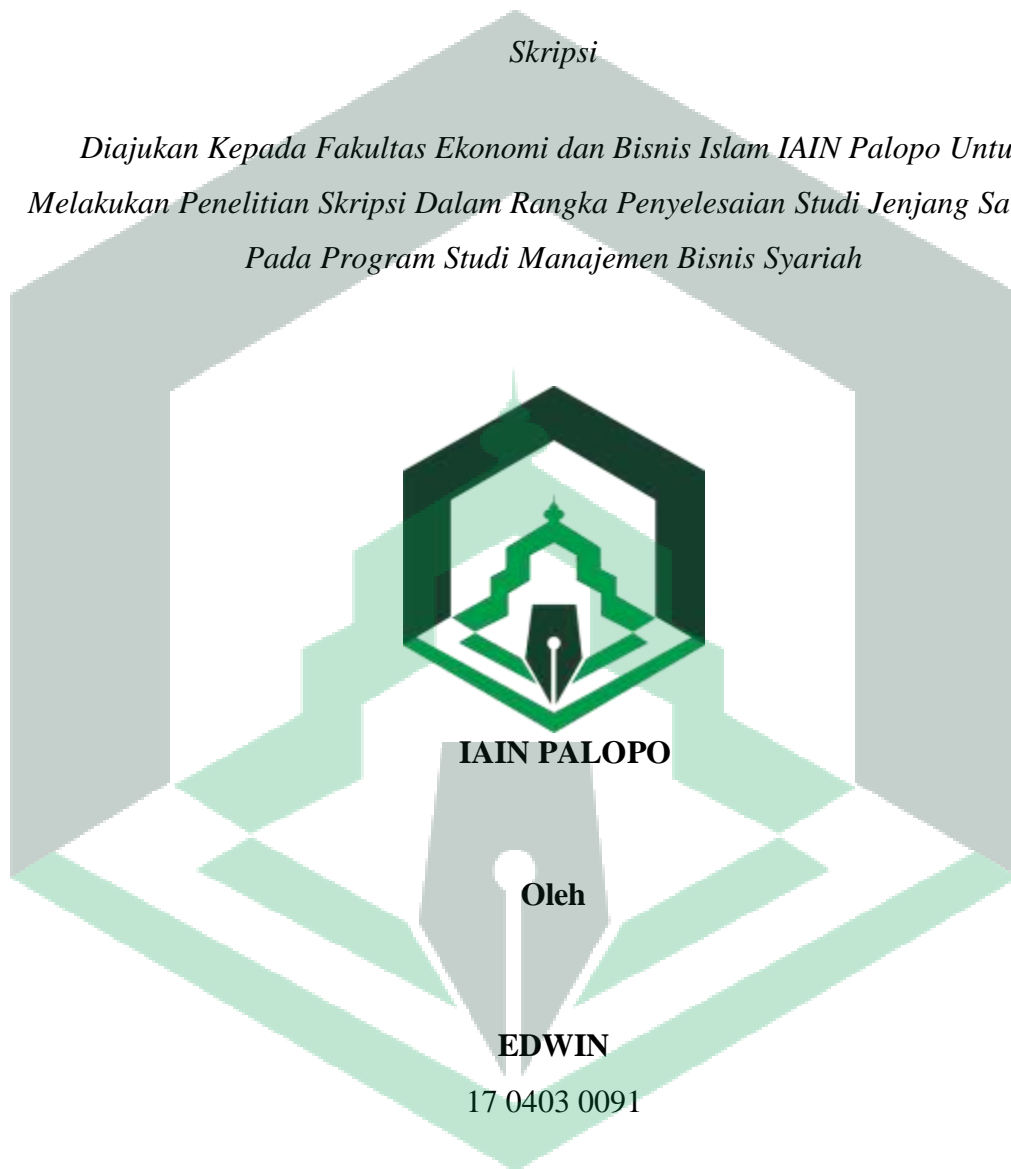 Skripsi
Diajukan Kepada Fakultas Ekonomi dan Bisnis Islam IAIN Palopo Untu
Melakukan Penelitian Skripsi Dalam Rangka Penyelesaian Studi Jenjang Sa
Pada Program Studi Manajemen Bisnis Syariah
IAIN PALOPO
Oleh
EDWIN
17 0403 0091